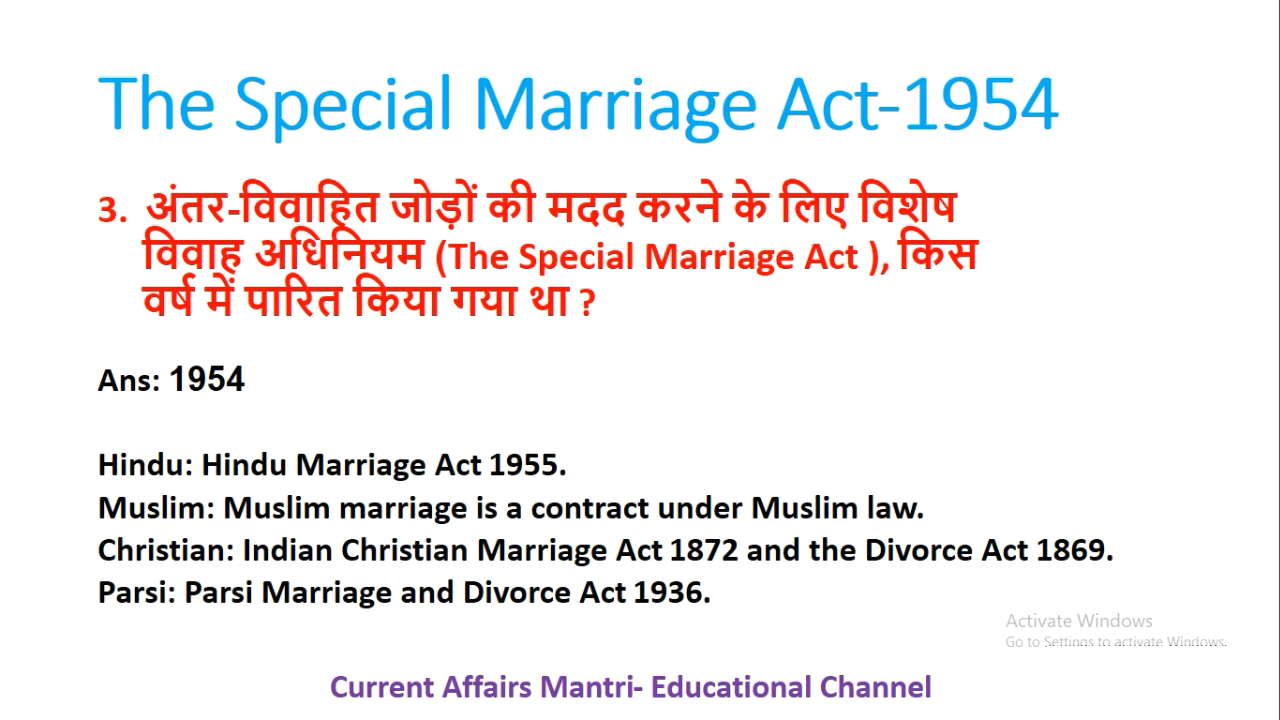 The Special Marriage Act-1954
3. अंतर-विवाहित जोड़ों की मदद करने के लिए विशेष
विवाह अधिनियम (The Special Marriage Act ), किस
वर्ष में पारित किया गया था ?
Ans: 1954
Hindu: Hindu Marriage Act 1955.
Muslim: Muslim marriage is a contract under Muslim law.
Christian: Indian Christian Marriage Act 1872 and the Divorce Act 1869.
Parsi: Parsi Marriage and Divorce Act 1936.
Activate Windows
Go to Settings to activate Windows.
Current Affairs Mantri- Educational Channel